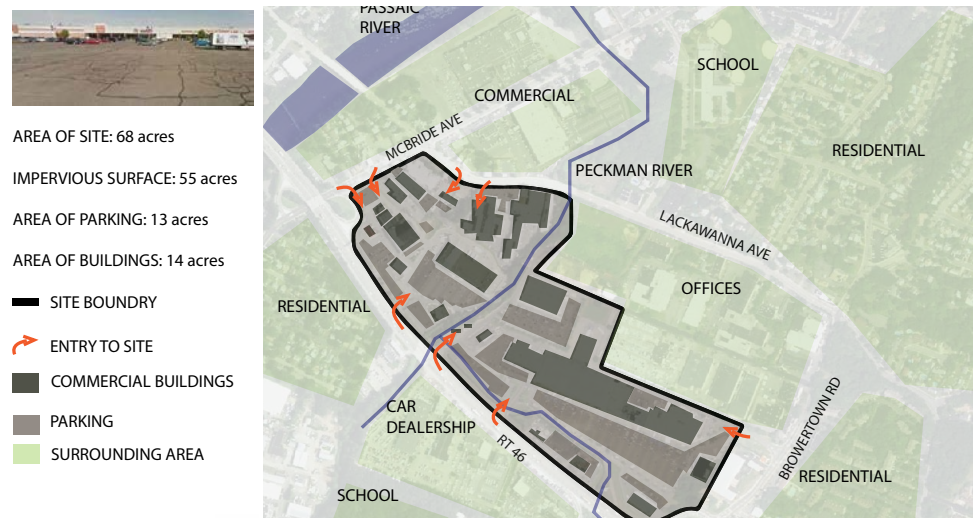 AREA OF SITE: 68 acres
IMPERVIOUS SURFACE: 55 acres
AREA OF PARKING: 13 acres
AREA OF BUILDINGS: 14 acres
SITE BOUNDRY
ENTRY TO SITE
COMMERCIAL BUILDINGS
PARKING
SURROUNDING AREA
PASSAIC
RIVER
COMMERCIAL
SCHOOL
MCBRIDE AVE
RESIDENTIAL
PECKMAN RIVER
LACKAWANNA AVE
RESIDENTIAL
OFFICES
CAR
DEALERSHIP
RT 46
BROWERTOWN RD
RESIDENTIAL
SCHOOL